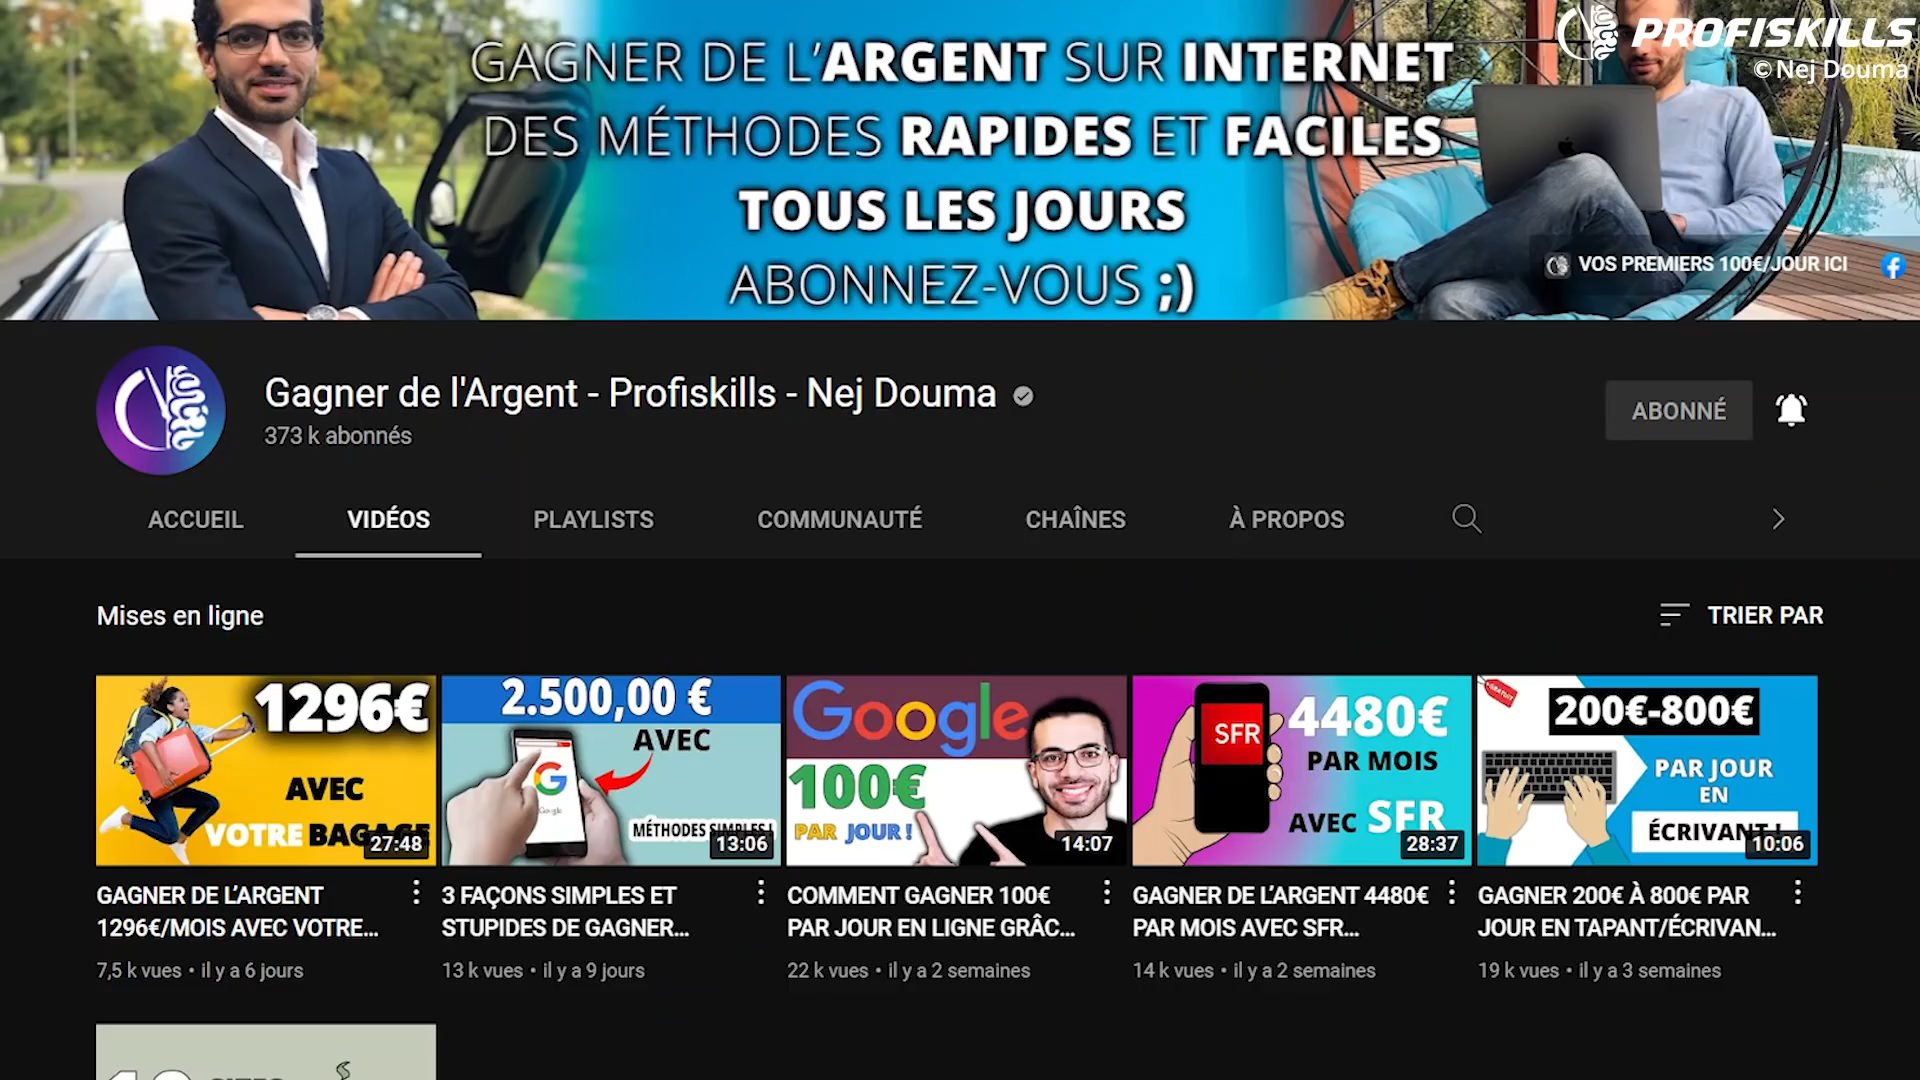 PROFISKILLS
© Nej Douma
GAGNER DE L'ARGENT SUR INTERNET
DES MÉTHODES RAPIDES ET FACILES
TOUS LES JOURS
ABONNEZ-VOUS ;)
VOS PREMIERS 100€/JOUR ICI
Gagner de l'Argent - Profiskills - Nej Douma
373 k abonnés
ABONNÉ
ACCUEIL
VIDÉOS
PLAYLISTS
COMMUNAUTÉ
CHAÎNES
À PROPOS
Mises en ligne
TRIER PAR
1296€
AVEC
VOTRE BAGAGE
27:48
2.500,00 €
AVEC
Google
MÉTHODES SIMPLES !
13:06
Google
100€
PAR JOUR !
14:07
SFR
4480€
PAR MOIS
AVEC SFR
28:37
GRATUIT
200€-800€
PAR JOUR
EN
ÉCRIVANT !
10:06
GAGNER DE L'ARGENT
1296€/MOIS AVEC VOTRE...
7,5 k vues • il y a 6 jours
3 FAÇONS SIMPLES ET
STUPIDES DE GAGNER...
13 k vues • il y a 9 jours
COMMENT GAGNER 100€
PAR JOUR EN LIGNE GRÂC...
22 k vues • il y a 2 semaines
GAGNER DE L'ARGENT 4480€
PAR MOIS AVEC SFR...
14 k vues • il y a 2 semaines
GAGNER 200€ À 800€ PAR
JOUR EN TAPANT/ÉCRIVAN...
19 k vues • il y a 3 semaines